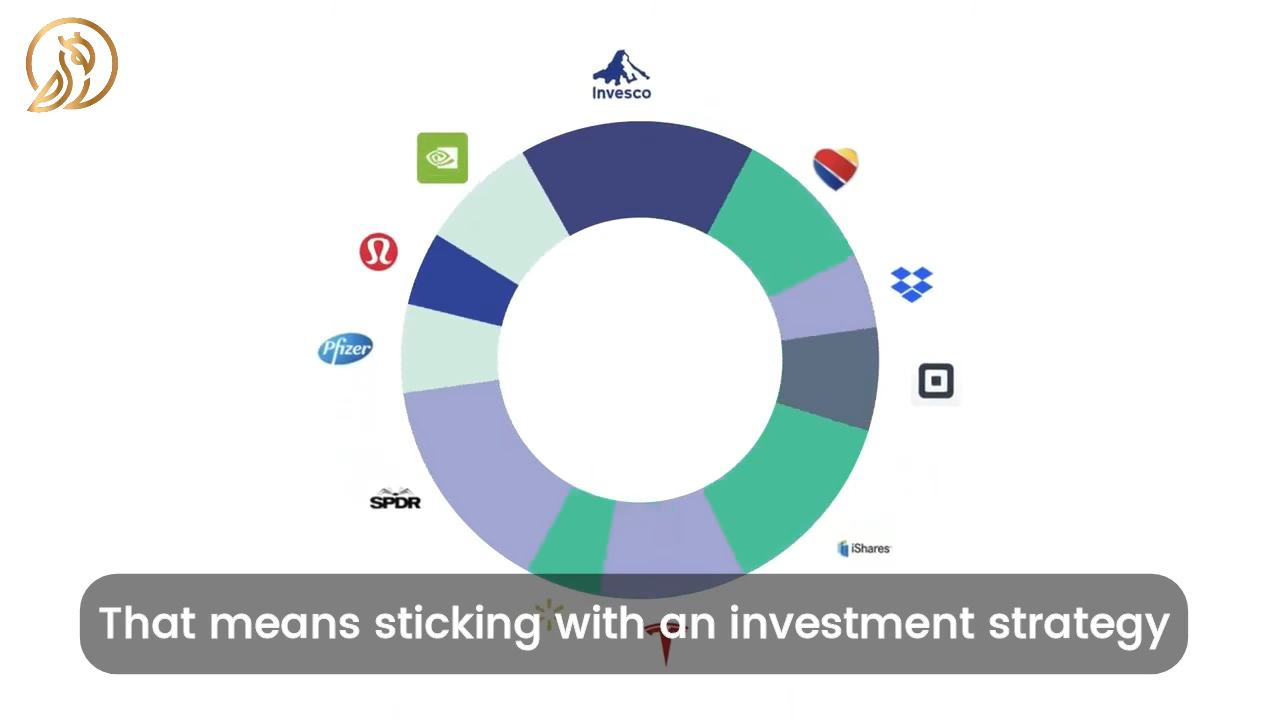 Invesco
Pfizer
SPDR
iShares
That means sticking with an investment strategy